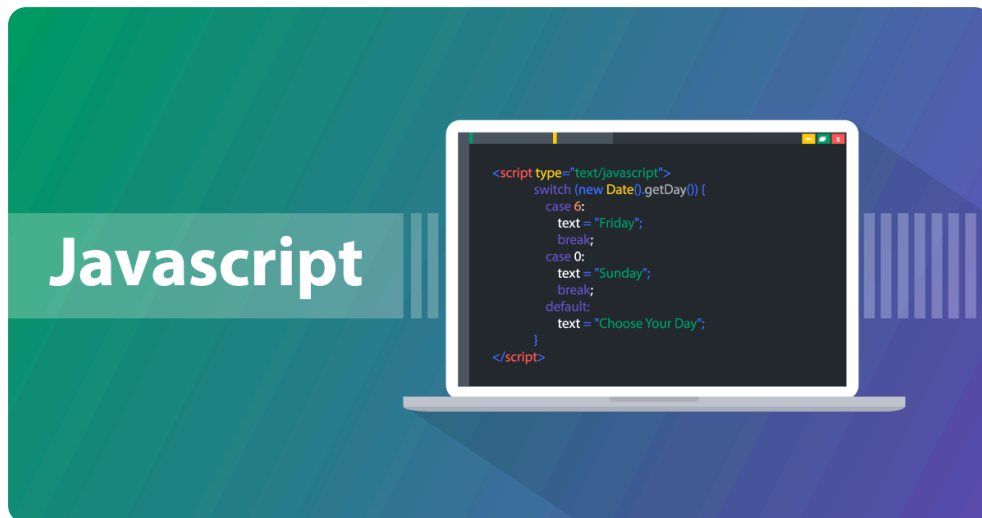 Javascript
<script type="text/javascript">
switch (new Date().getDay()) {
case 6:
text = "Friday";
break;
case 0:
text = "Sunday";
break;
default:
text = "Choose Your Day";
}
</script>